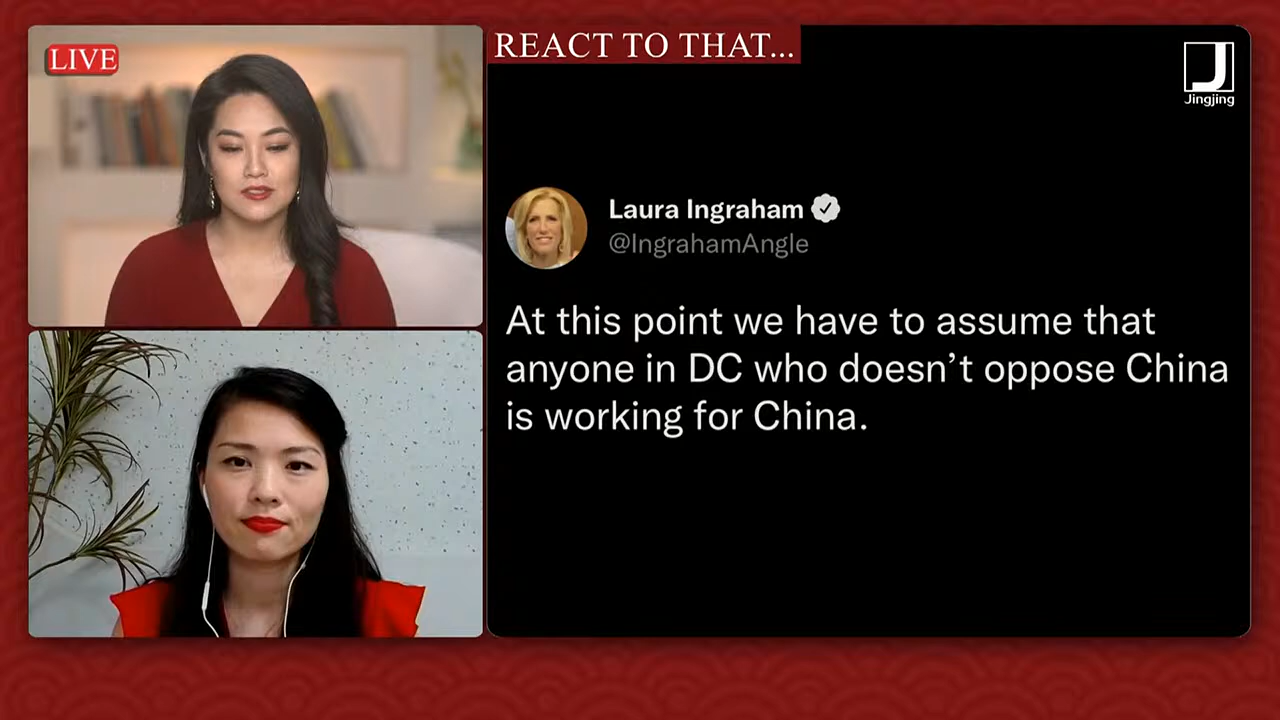 LIVE
REACT TO THAT...
Jingjing
Laura Ingraham
@IngrahamAngle
At this point we have to assume that
anyone in DC who doesn’t oppose China
is working for China.